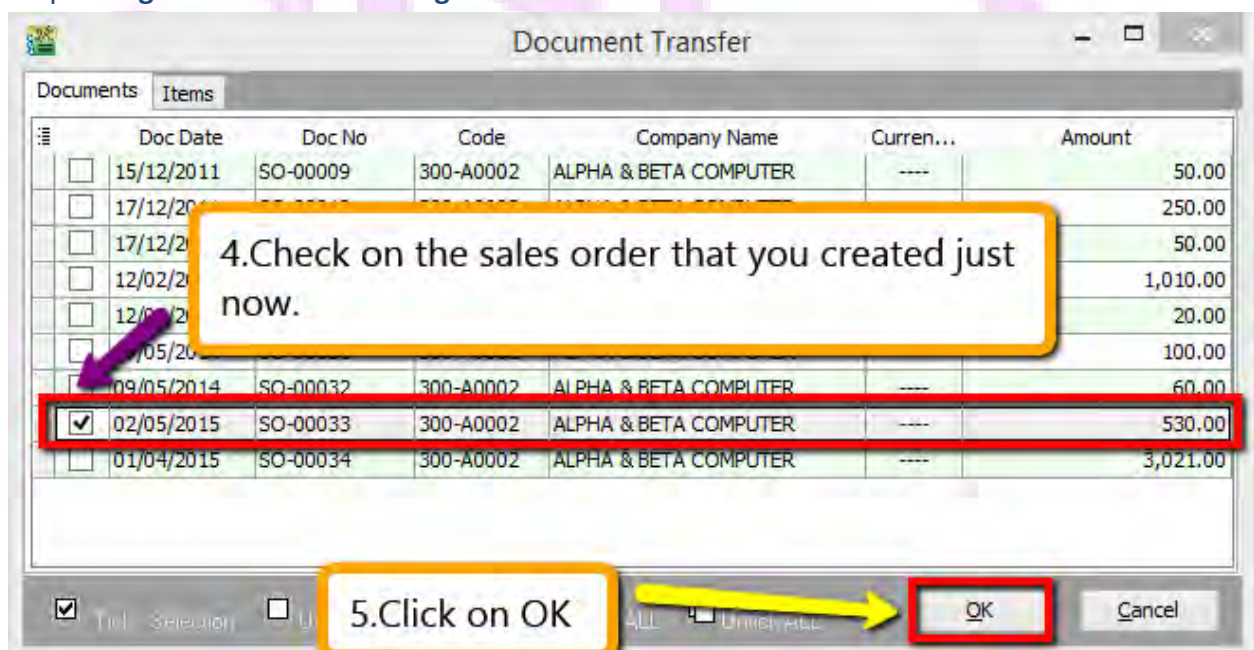 Document Transfer
Documents Items
Doc Date Doc No Code Company Name Curren... Amount
15/12/2011 SO-00009 300-A0002 ALPHA & BETA COMPUTER ---- 50.00
250.00
50.00
1,010.00
20.00
100.00
4.Check on the sales order that you created just
now.
09/05/2014 SO-00032 300-A0002 ALPHA & BETA COMPUTER ---- 60.00
02/05/2015 SO-00033 300-A0002 ALPHA & BETA COMPUTER ---- 530.00
01/04/2015 SO-00034 300-A0002 ALPHA & BETA COMPUTER ---- 3,021.00
5.Click on OK
OK Cancel